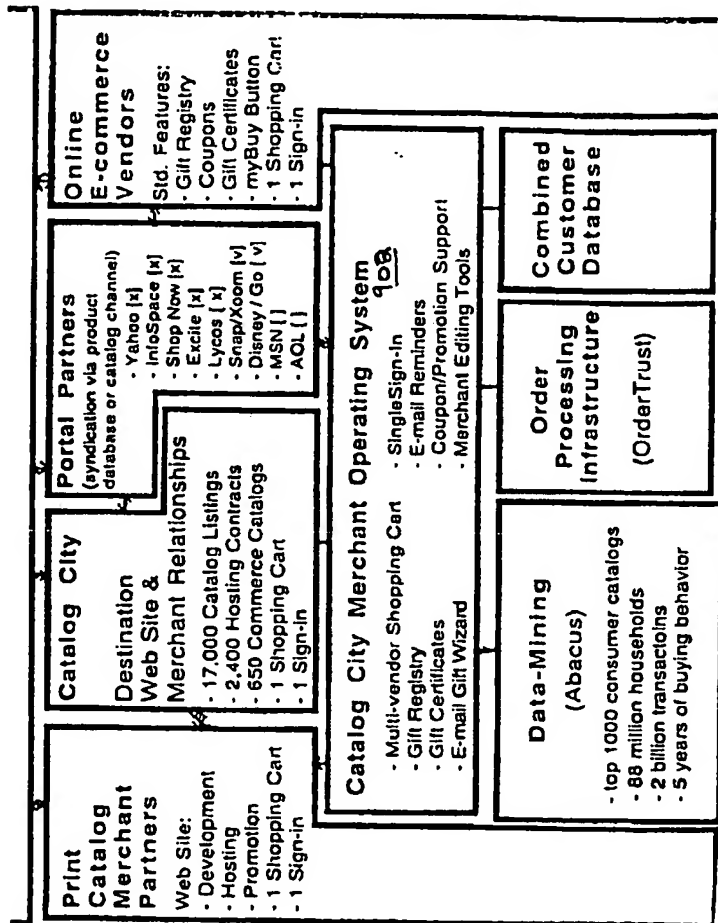 Print
Catalog
Merchant
Partners
Web Site:
- Development
- Hosting
- Promotion
- 1 Shopping Cart
- 1 Sign-in
Catalog City
Destination
Web Site &
Merchant Relationships
- 17,000 Catalog Listings
- 2,400 Hosting Contracts
- 650 Commerce Catalogs
- 1 Shopping Cart
- 1 Sign-in
Portal Partners
(syndication via product
database or catalog channel)
- Yahoo [x]
- InfoSpace [x]
- Shop Now [x]
- Excite [x]
- Lycos [ x]
- Snap/Xoom [v]
- Disney / Go [ v]
- MSN [ ]
- AOL [ ]
Online
E-commerce
Vendors
Std. Features:
- Gift Registry
- Coupons
- Gift Certificates
- myBuy Button
- 1 Shopping Cart
- 1 Sign-in
Catalog City Merchant Operating System
902
- Multi-vendor Shopping Cart
- Gift Registry
- Gift Certificates
- E-mail Gift Wizard
- SingleSign-In
- E-mail Reminders
- Coupon/Promotion Support
- Merchant Editing Tools
Data-Mining
(Abacus)
- top 1000 consumer catalogs
- 88 million households
- 2 billion transactoins
- 5 years of buying behavior
Order
Processing
Infrastructure
(OrderTrust)
Combined
Customer
Database